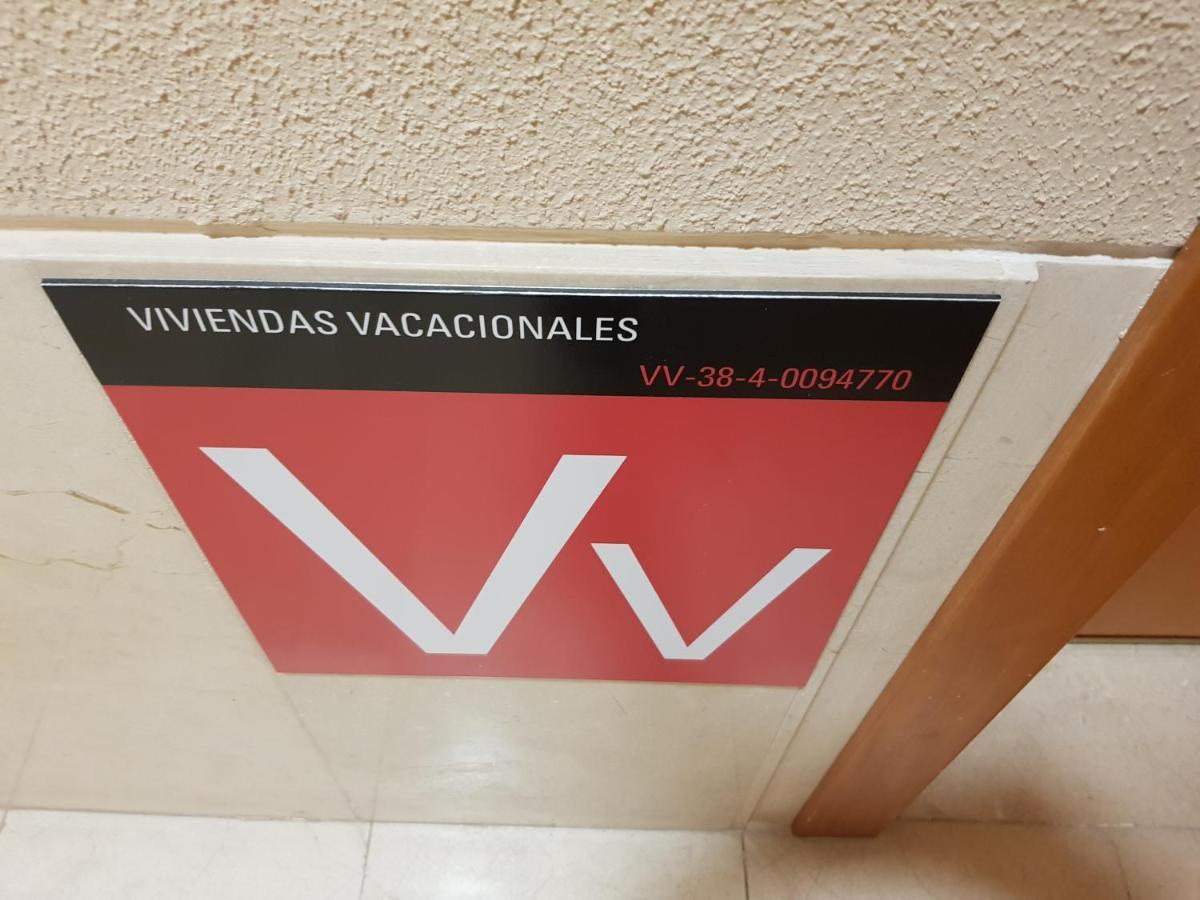 VIVIENDAS VACACIONALES
VV-38-4-0094770
Vv